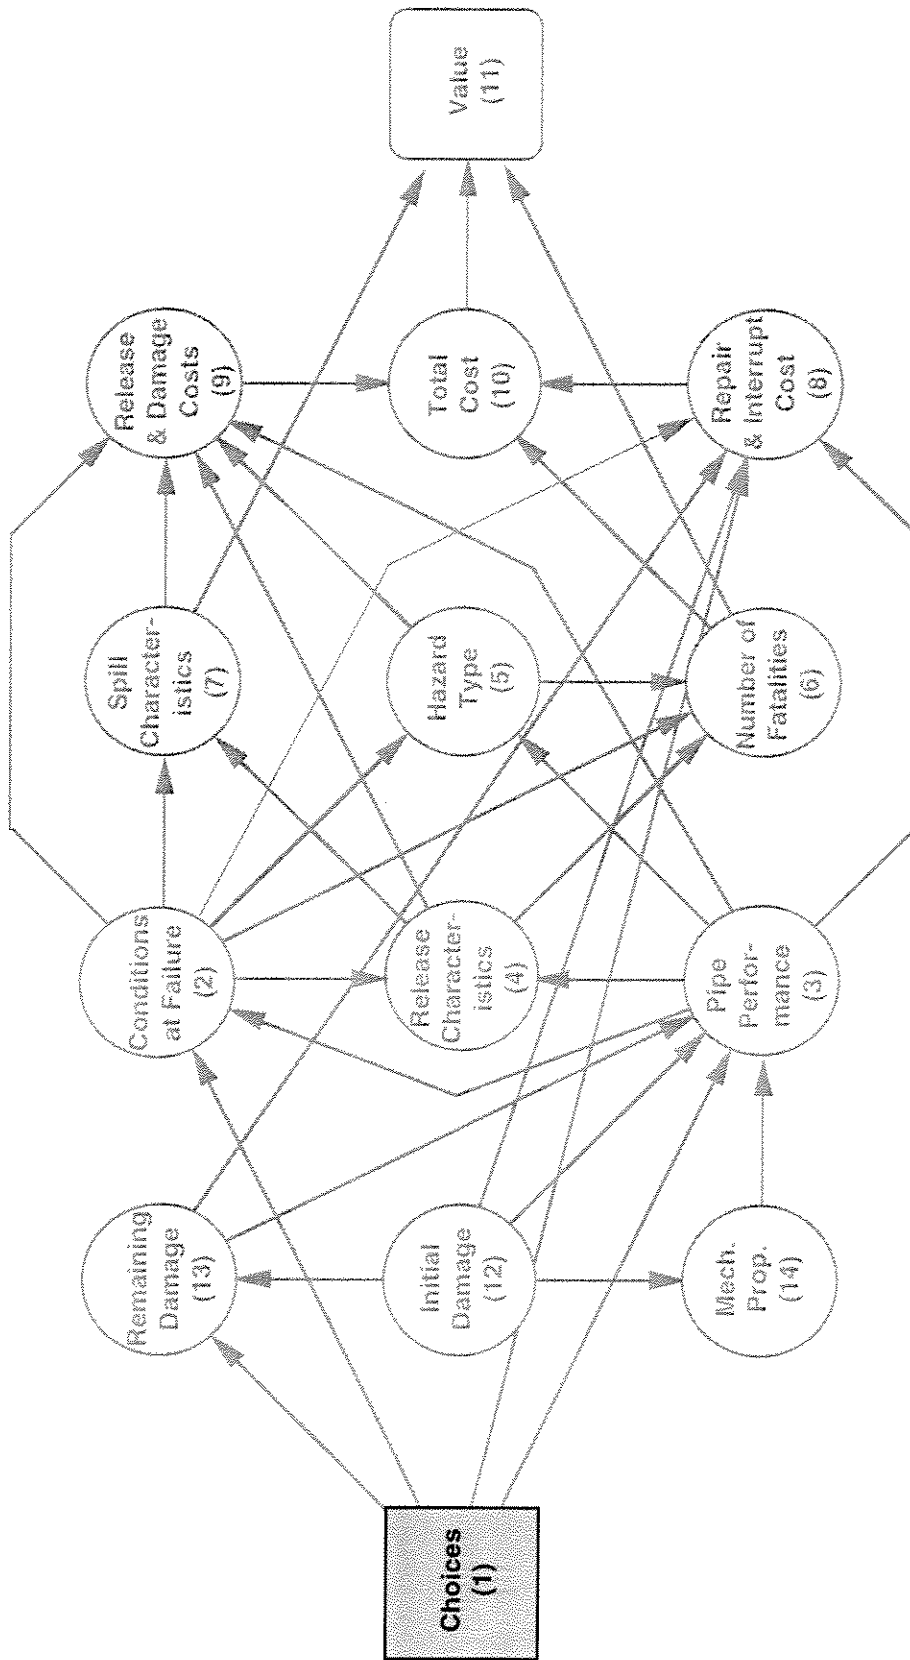 Choices
(1)
Remaining
Damage
(13)
Initial
Damage
(12)
Mech.
Prop.
(14)
Conditions
at Failure
(2)
Release
Character-
istics
(4)
Pipe
Perfor-
mance
(3)
Spill
Character-
istics
(7)
Hazard
Type
(5)
Number of
Fatalities
(6)
Release
& Damage
Costs
(9)
Total
Cost
(10)
Repair
& Interrupt
Cost
(8)
Value
(11)